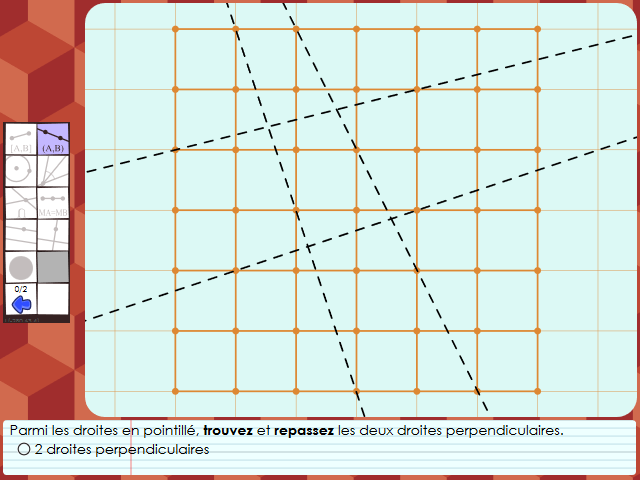 [A,B]
(A,B)
MA=MB
0/2
Parmi les droites en pointillé, trouvez et repassez les deux droites perpendiculaires.
2 droites perpendiculaires